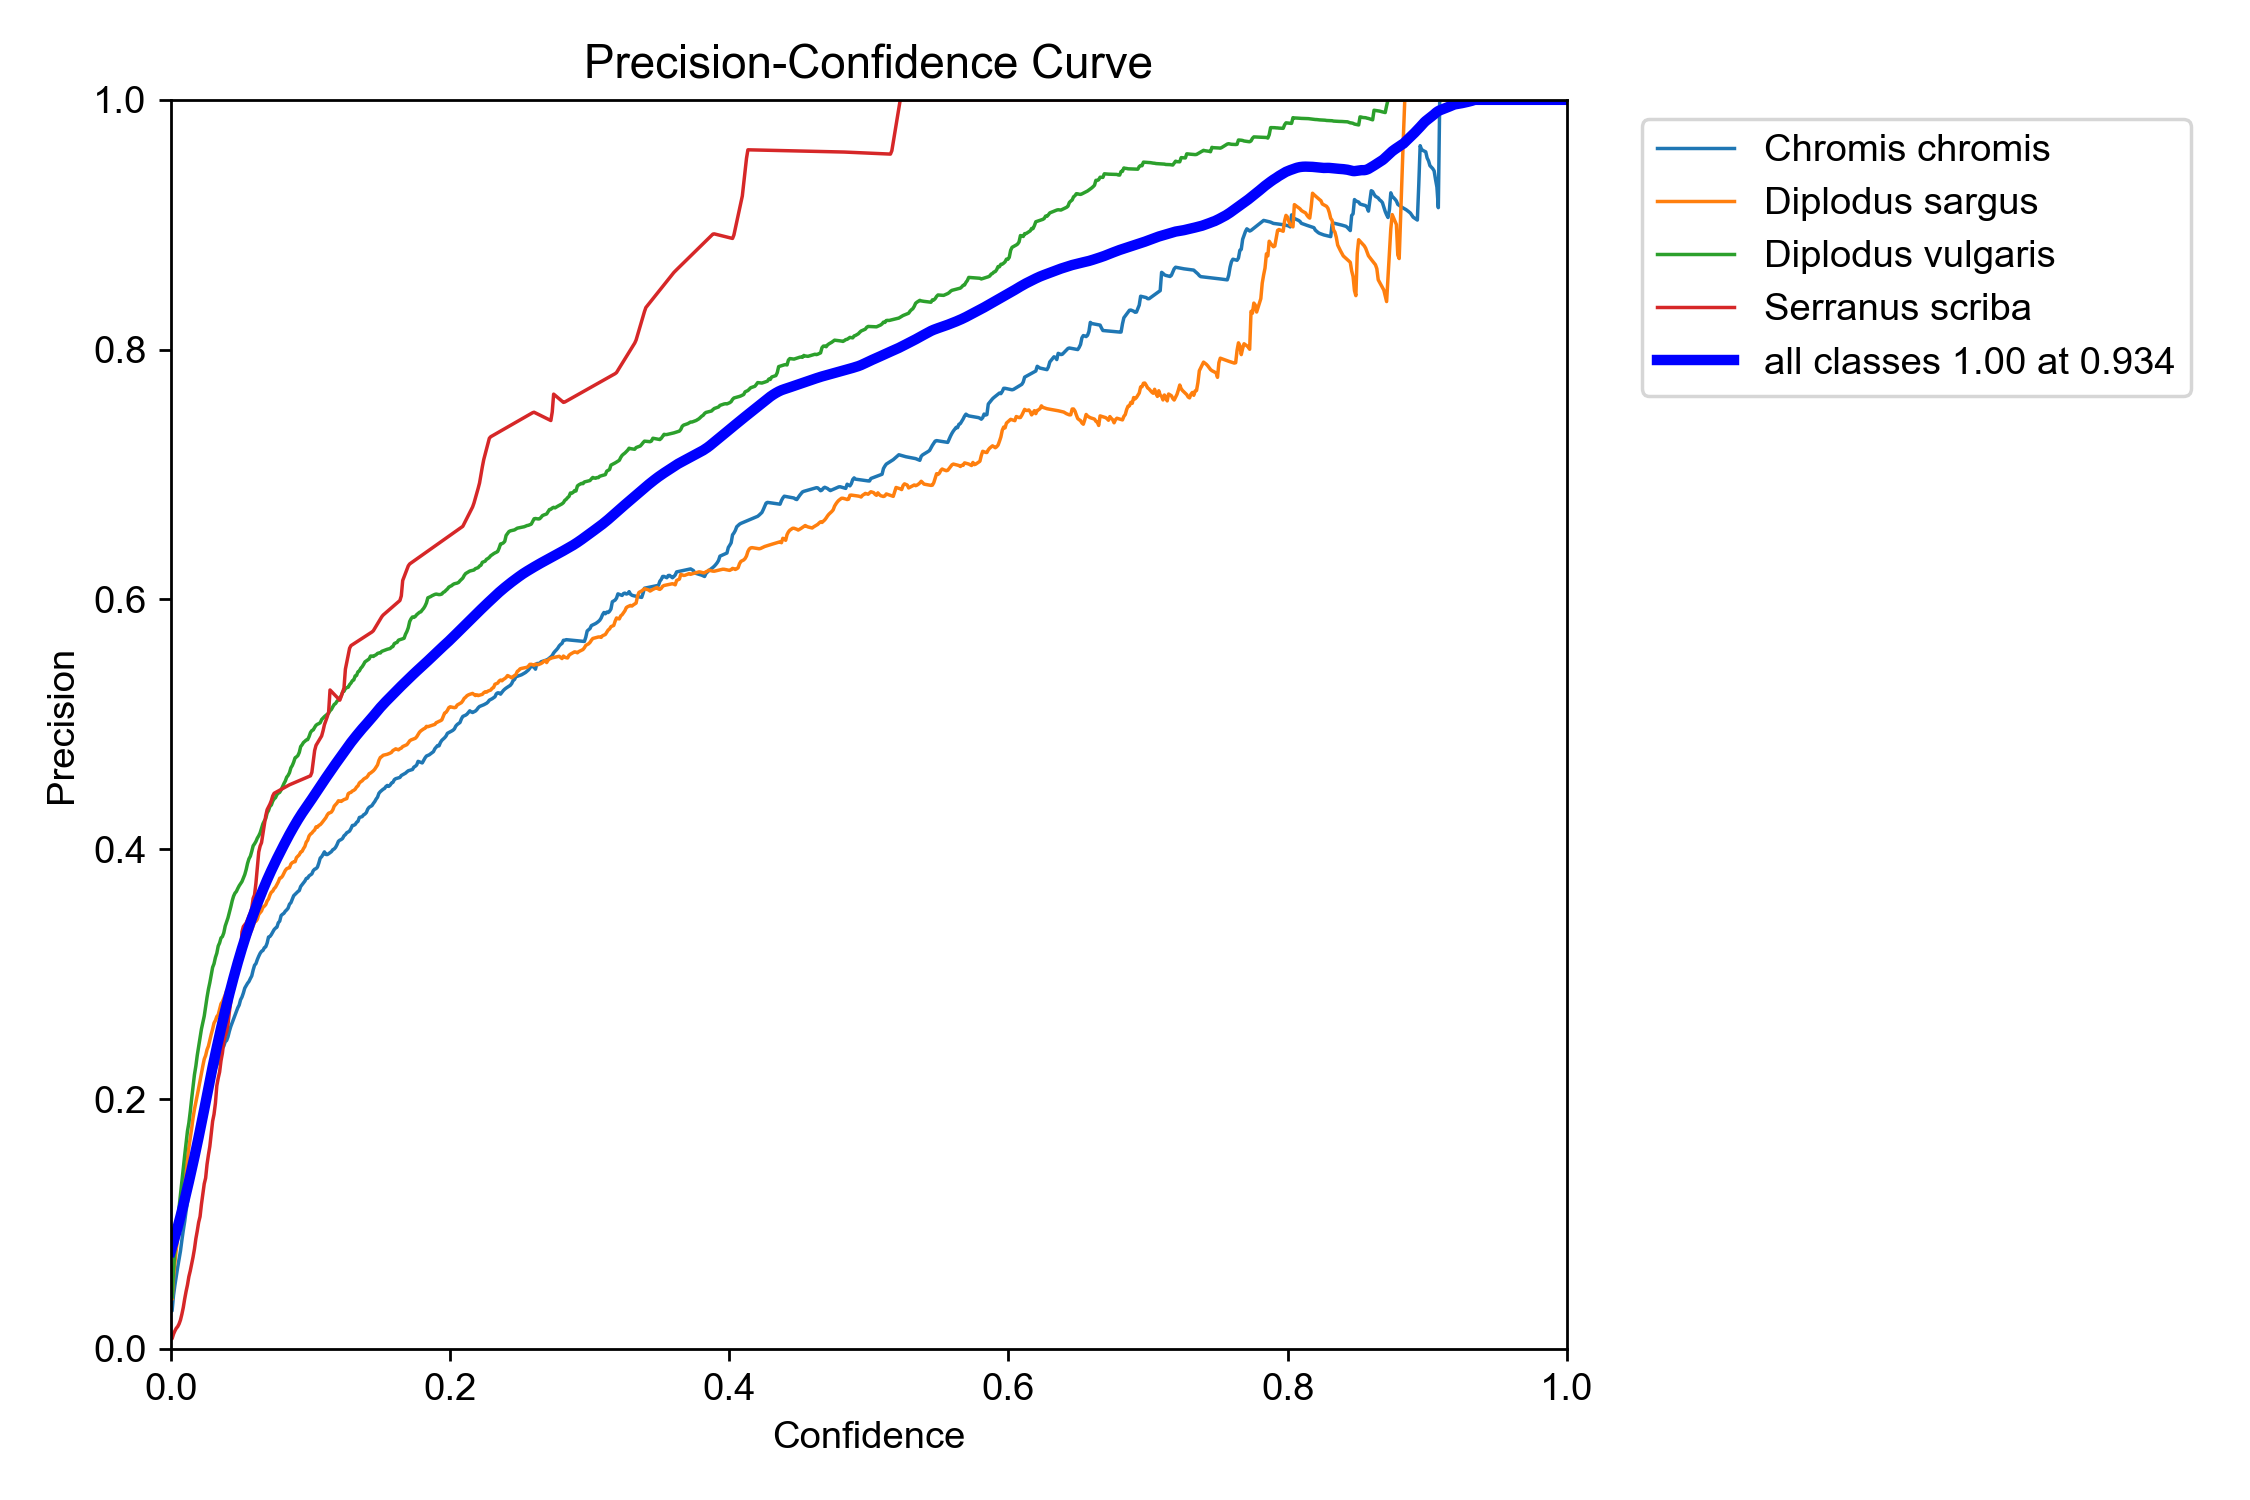 Precision-Confidence Curve
1.0
0.8
0.6
0.4
0.2
0.0
Precision
0.0 0.2 0.4 0.6 0.8 1.0
Confidence
Chromis chromis
Diplodus sargus
Diplodus vulgaris
Serranus scriba
all classes 1.00 at 0.934